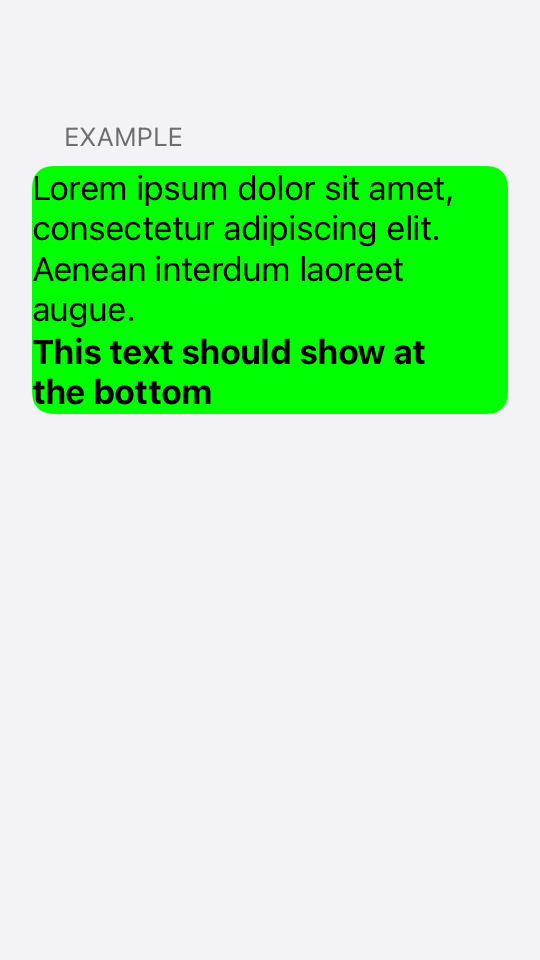 EXAMPLE
Lorem ipsum dolor sit amet,
consectetur adipiscing elit.
Aenean interdum laoreet
augue.
This text should show at
the bottom